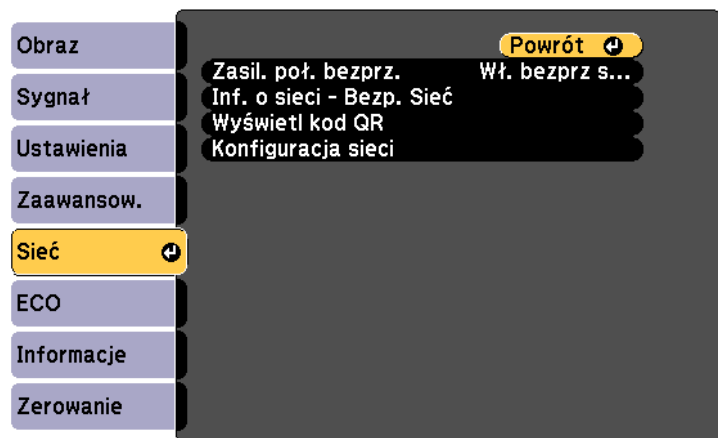 Obraz
Sygnał
Ustawienia
Zaawansow.
Sieć
ECO
Informacje
Zerowanie
Powrót
Zasil. poł. bezprz. Wł. bezprz s...
Inf. o sieci - Bezp. Sieć
Wyświetl kod QR
Konfiguracja sieci